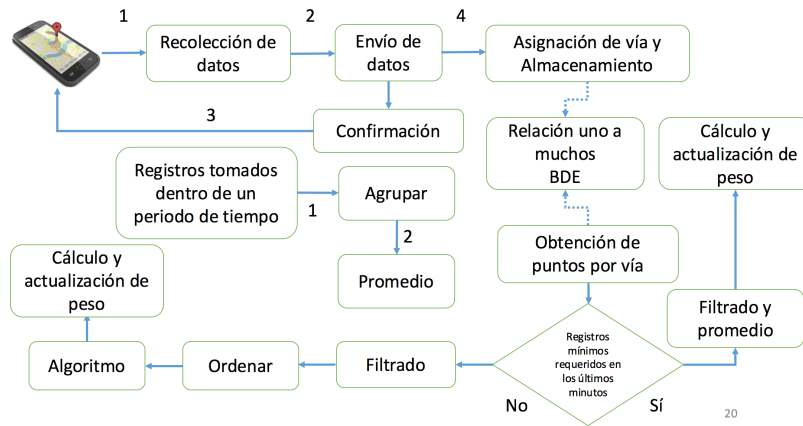 1
2
4
Recolección de
datos
Envío de
datos
Asignación de vía y
Almacenamiento
3
Confirmación
Relación uno a
muchos
BDE
Cálculo y
actualización de
peso
Registros tomados
dentro de un
periodo de tiempo
1
Agrupar
2
Promedio
Obtención de
puntos por vía
Cálculo y
actualización de
peso
Filtrado y
promedio
Registros
mínimos
requeridos en
los últimos
minutos
Algoritmo
Ordenar
Filtrado
No
Sí
20